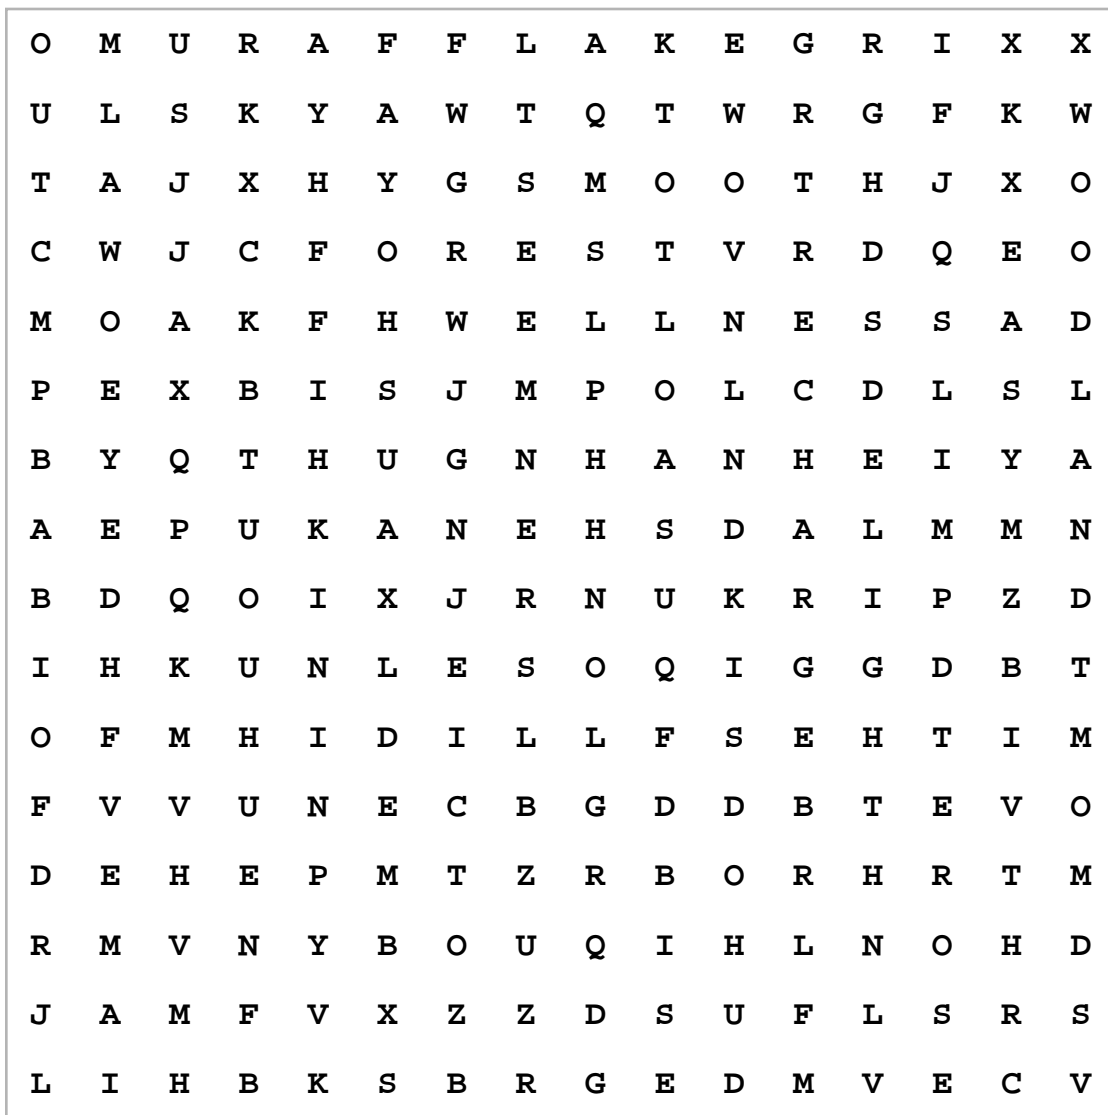 O M U R A F F L A K E G R I X X
U L S K Y A W T Q T W R G F K W
T A J X H Y G S M O O T H J X O
C W J C F O R E S T V R D Q E O
M O A K F H W E L L N E S S A D
P E X B I S J M P O L C D L S L
B Y Q T H U G N H A N H E I Y A
A E P U K A N E H S D A L M M N
B D Q O I X J R N U K R I P Z D
I H K U N L E S O Q I G G D B T
O F M H I D I L L F S E H T I M
F V V U N E C B G D D B T E V O
D E H E P M T Z R B O R H R T M
R M V N Y B O U Q I H L N O H D
J A M F V X Z Z D S U F L S R S
L I H B K S B R G E D M V E C V